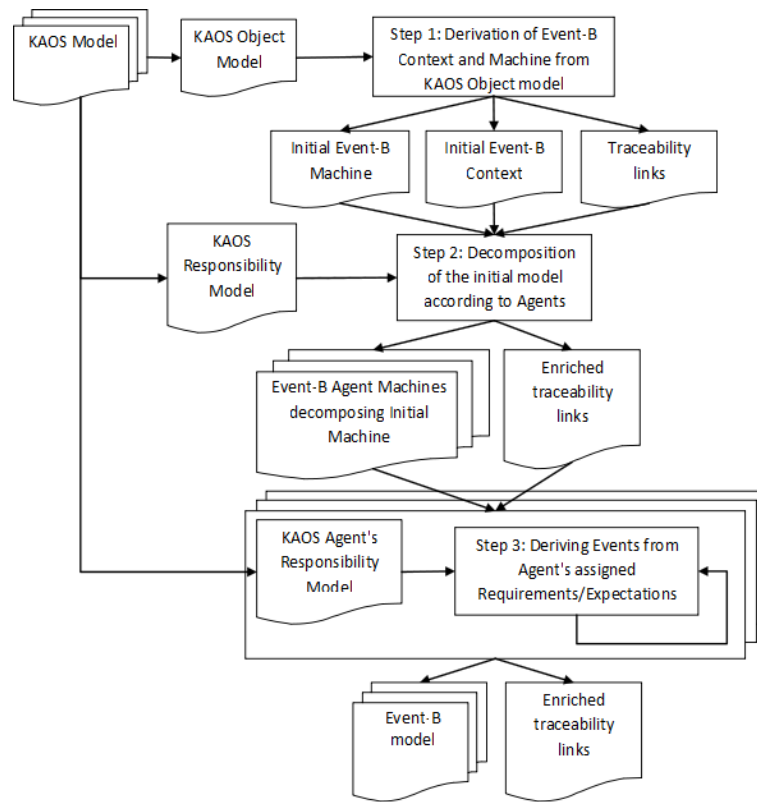 KAOS Model
KAOS Object
Model
Step 1: Derivation of Event-B
Context and Machine from
KAOS Object model
Initial Event-B
Machine
Initial Event-B
Context
Traceability
links
KAOS
Responsibility
Model
Step 2: Decomposition
of the initial model
according to Agents
Event-B Agent Machines
decomposing Initial
Machine
Enriched
traceability
links
KAOS Agent's
Responsibility
Model
Step 3: Deriving Events from
Agent's assigned
Requirements/Expectations
Event-B
model
Enriched
traceability
links